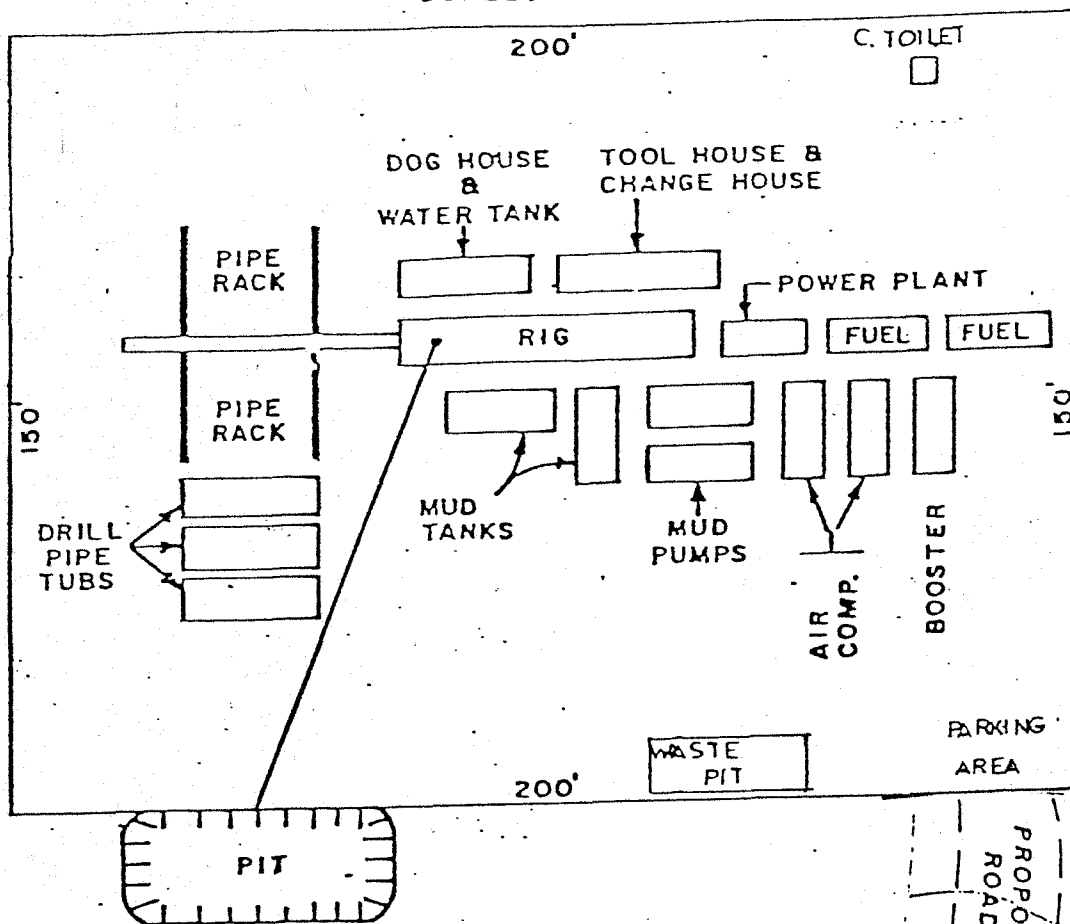 200'
C. TOILET
DOG HOUSE
&
WATER TANK
TOOL HOUSE &
CHANGE HOUSE
PIPE
RACK
POWER PLANT
RIG
FUEL
FUEL
PIPE
RACK
150'
150'
MUD
TANKS
MUD
PUMPS
DRILL
PIPE
TUBS
AIR
COMP.
BOOSTER
WASTE
PIT
PARKING
AREA
200'
PIT
ROAD